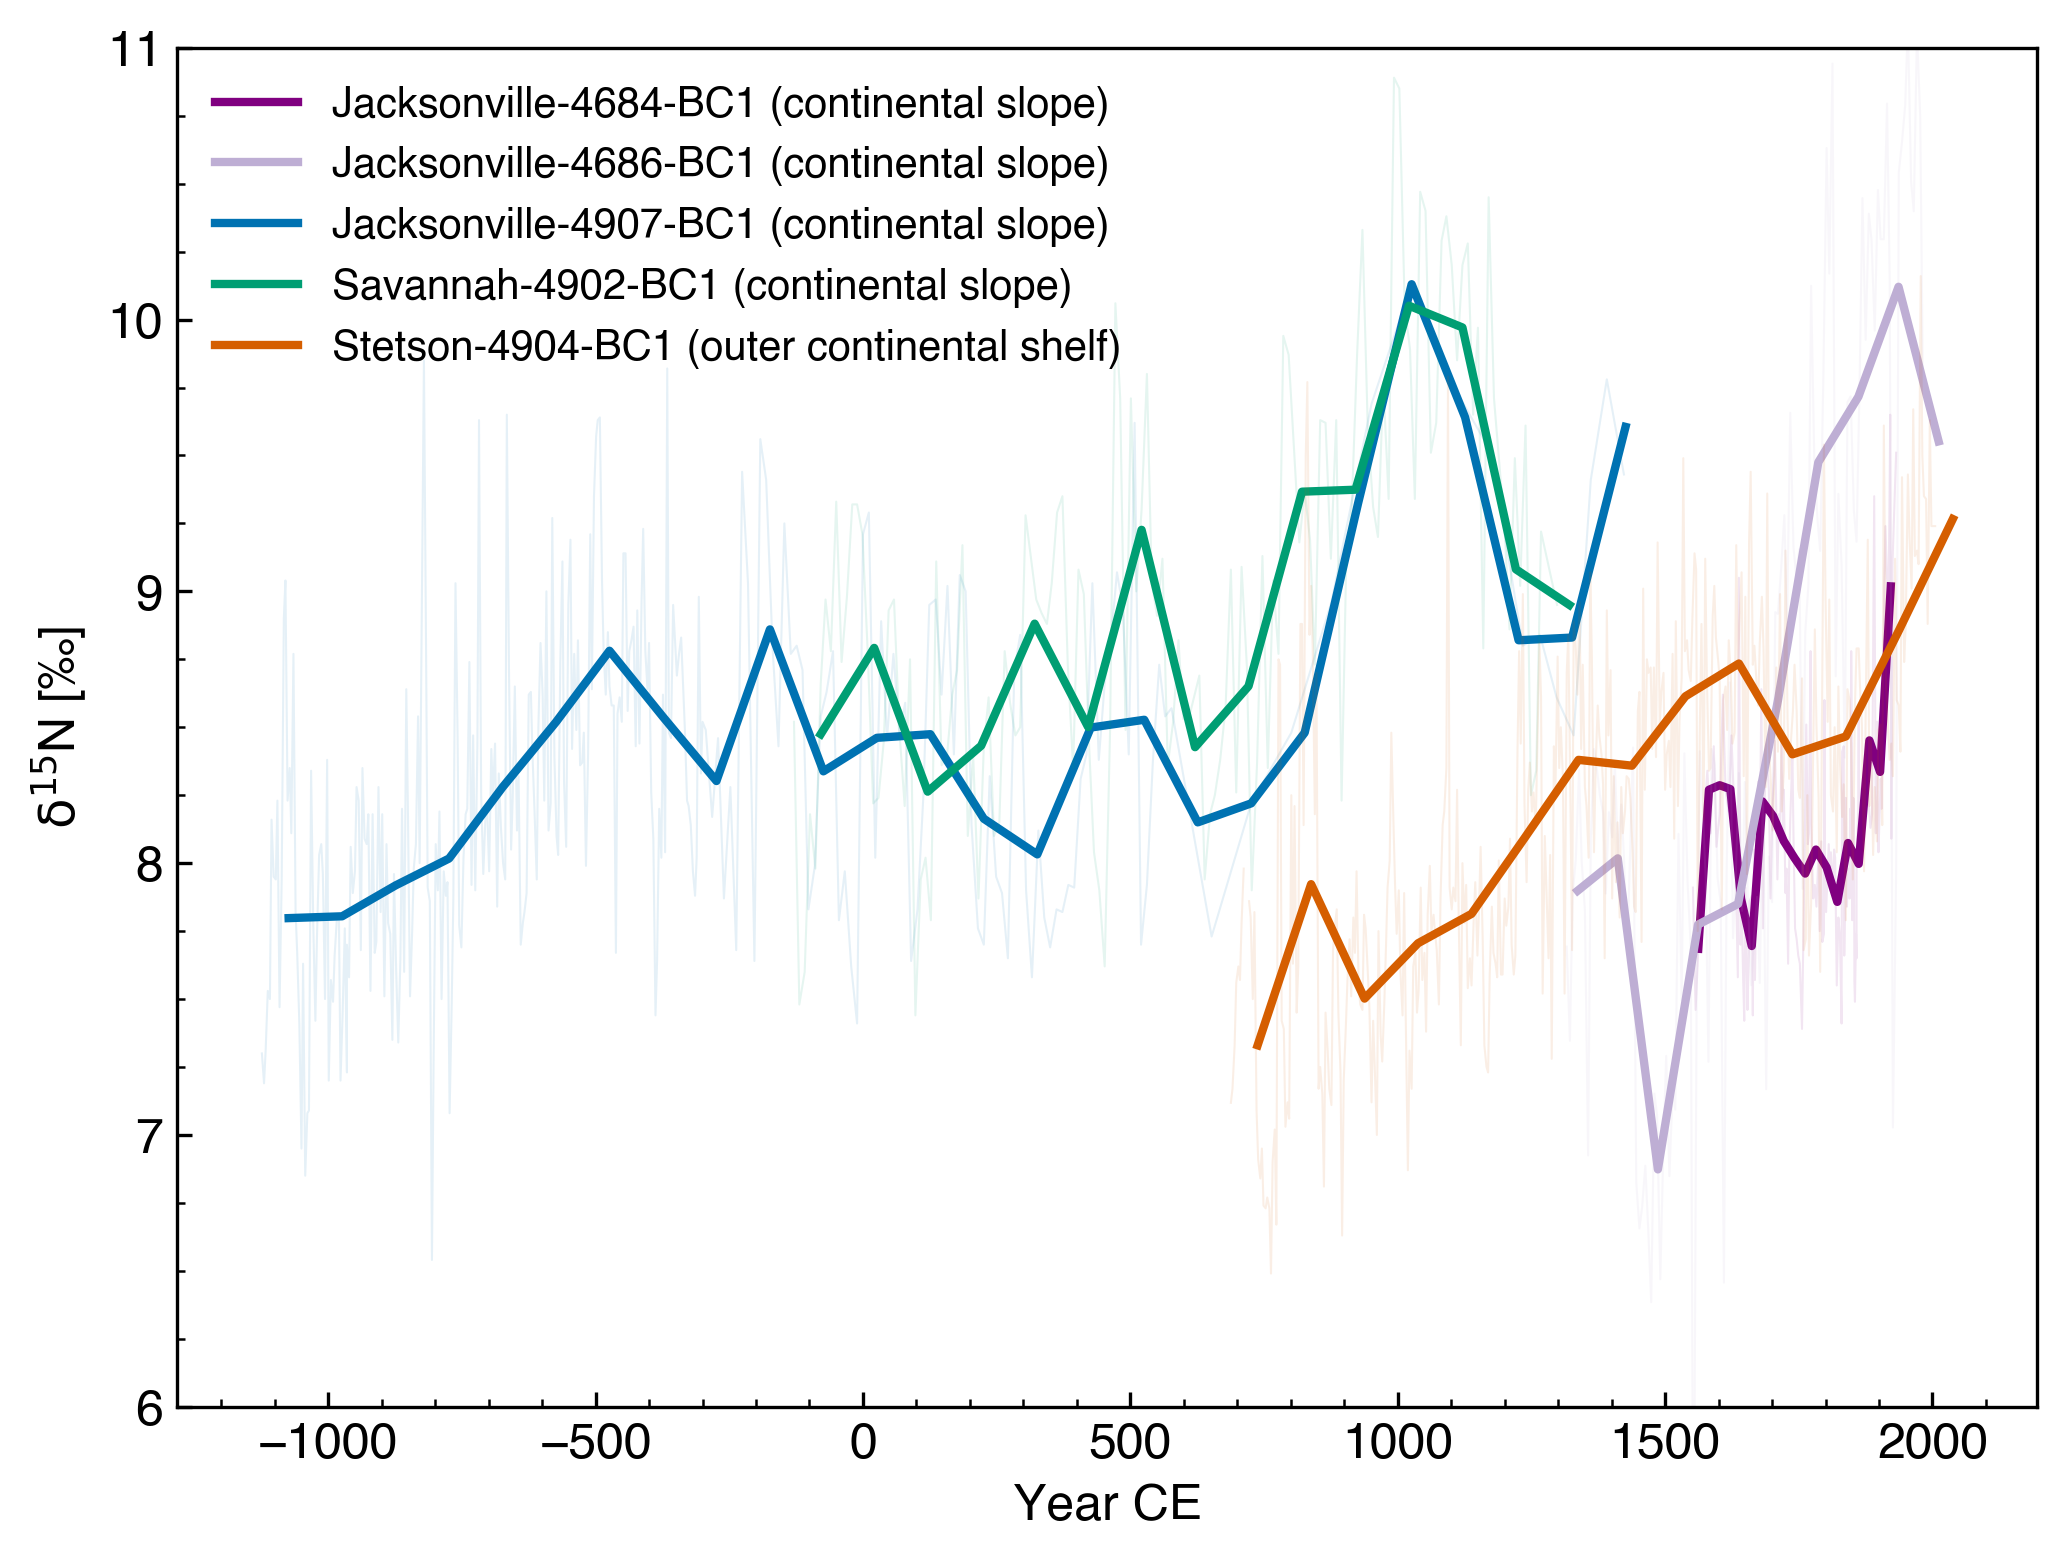 11
10
9
8
7
6
δ¹⁵N [‰]
Jacksonville-4684-BC1 (continental slope)
Jacksonville-4686-BC1 (continental slope)
Jacksonville-4907-BC1 (continental slope)
Savannah-4902-BC1 (continental slope)
Stetson-4904-BC1 (outer continental shelf)
−1000 −500 0 500 1000 1500 2000
Year CE